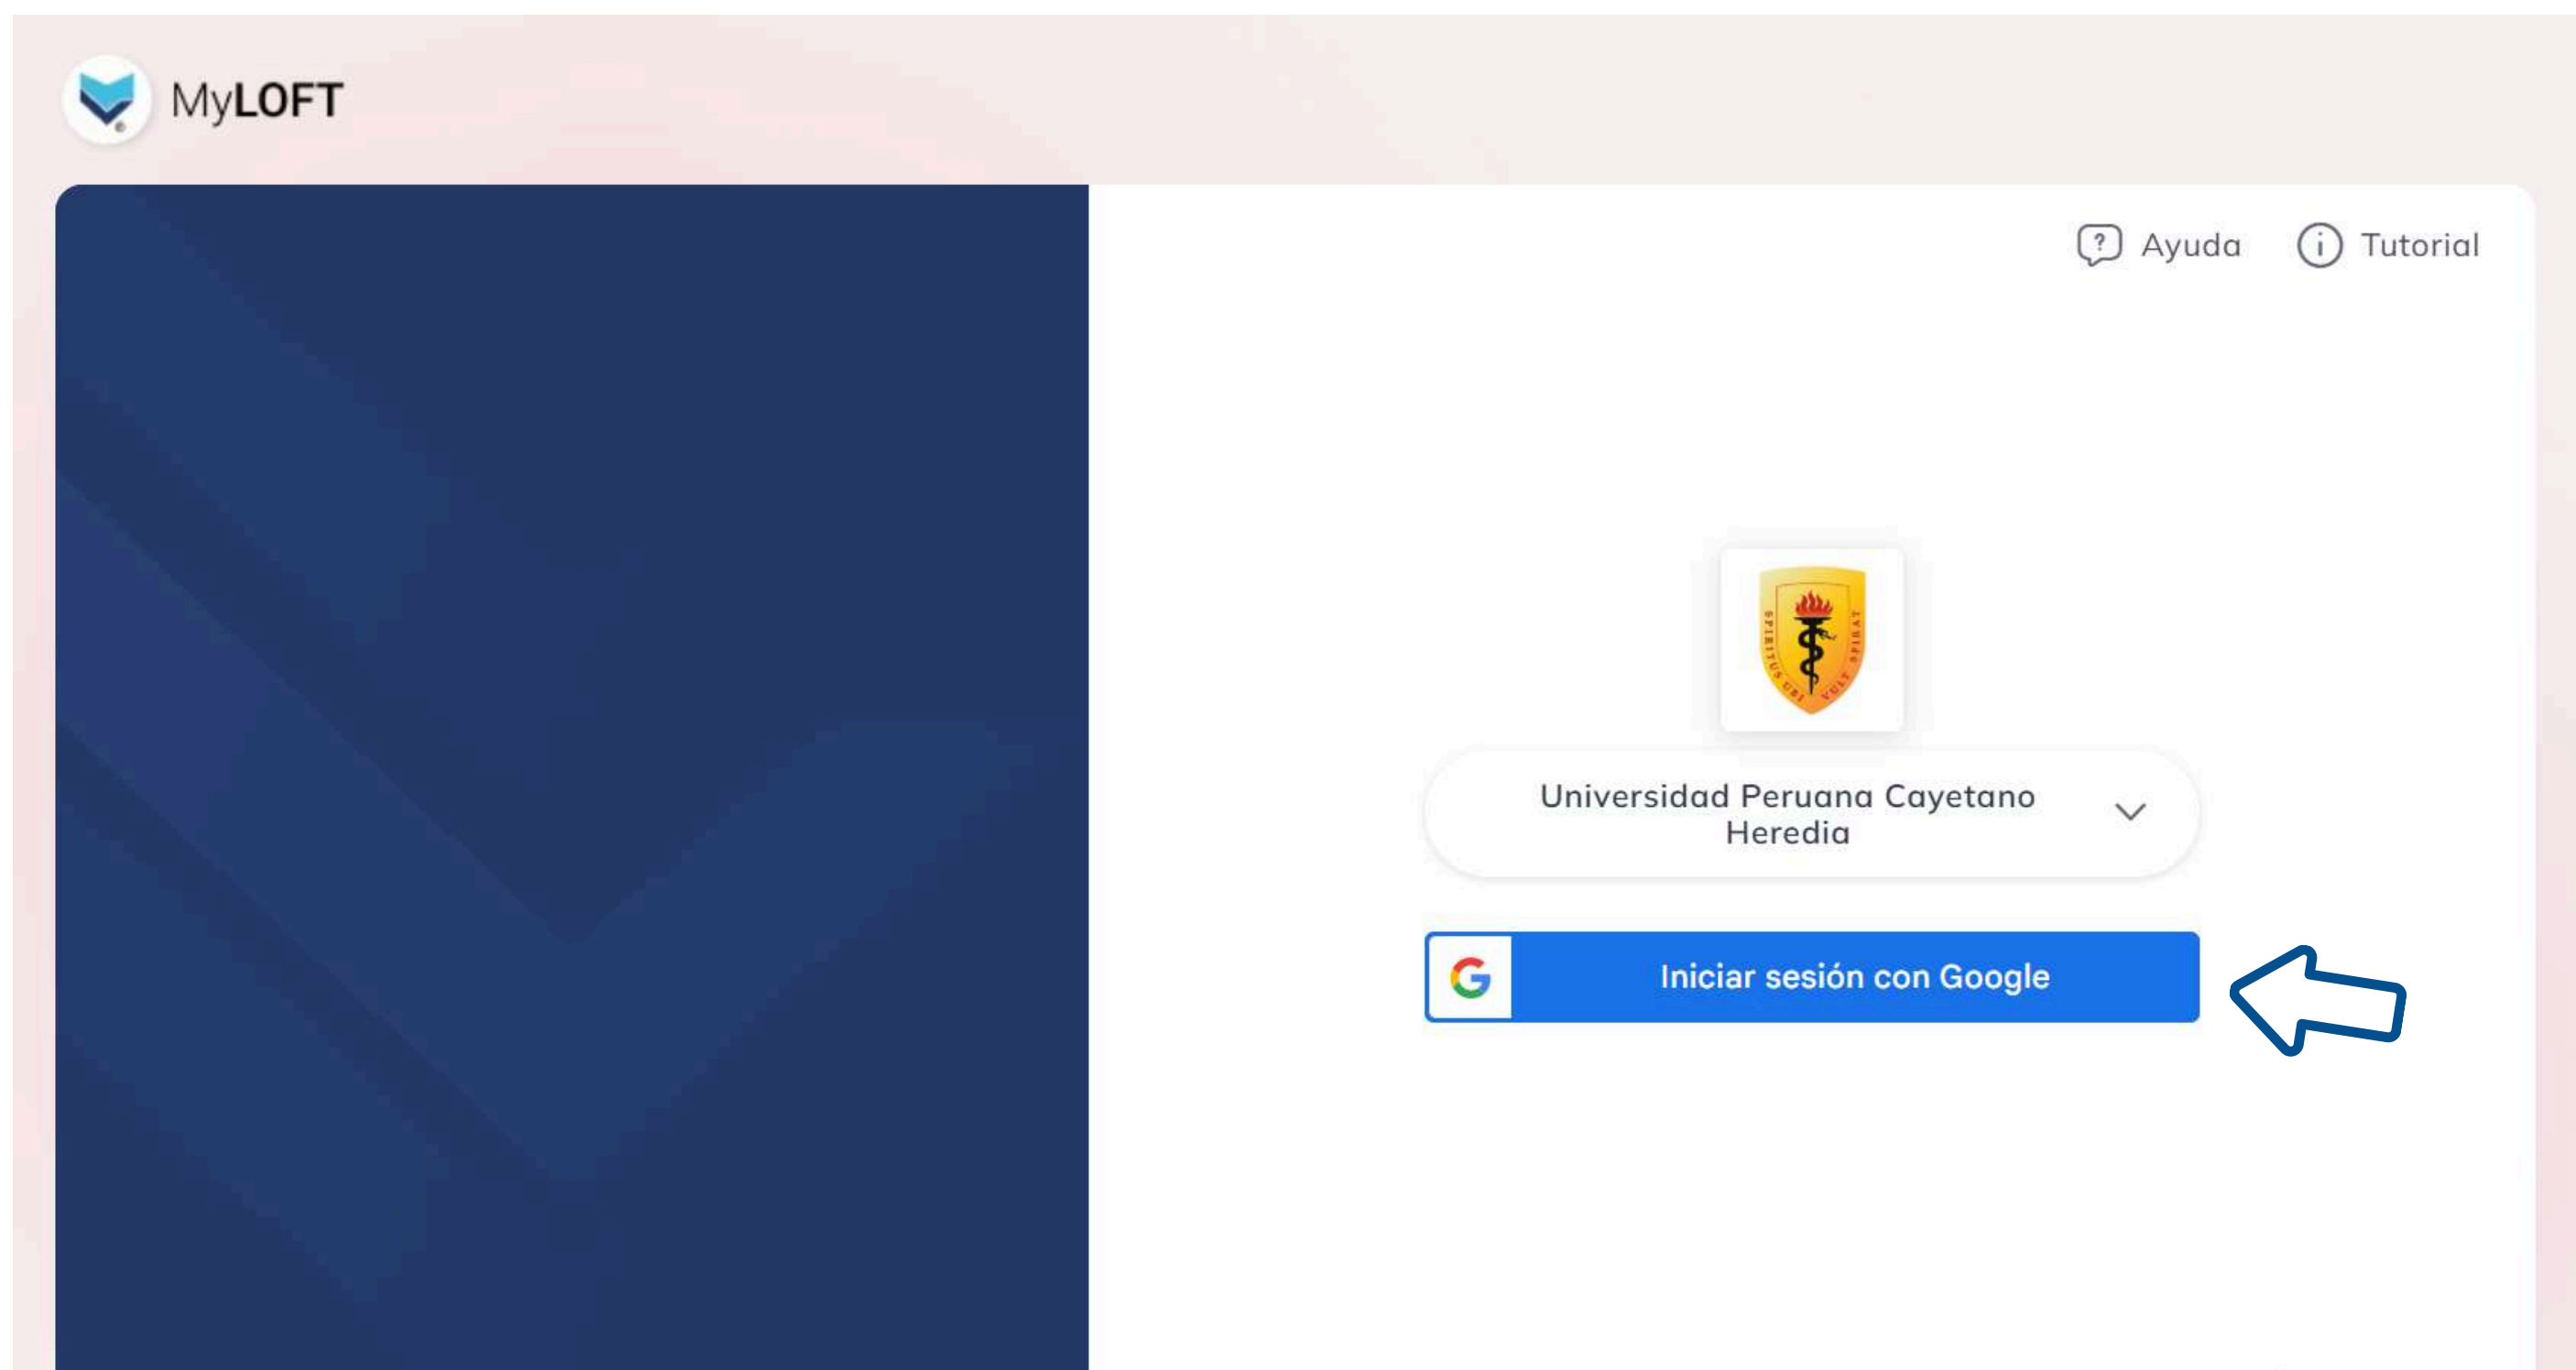 MyLOFT
Ayuda
Tutorial
SPIRITUS UBI VULT SPIRAT
Universidad Peruana Cayetano
Heredia
Iniciar sesión con Google